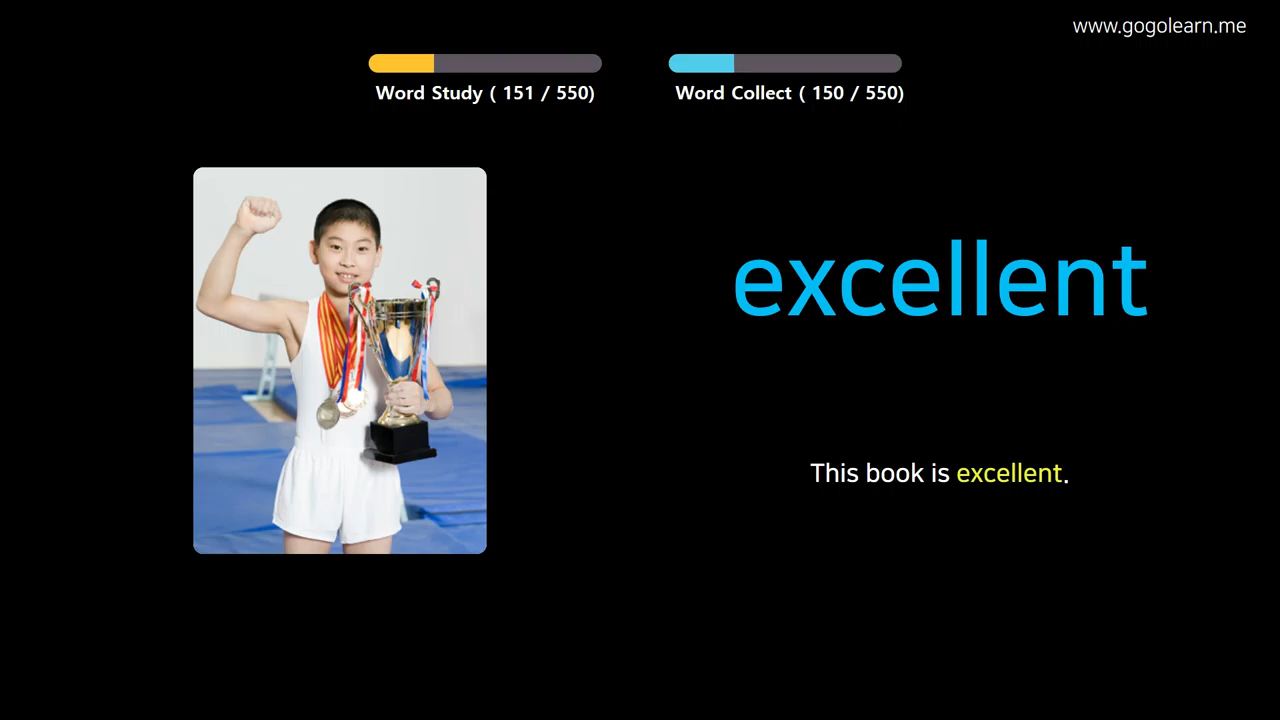 www.gogolearn.me
Word Study ( 151 / 550)
Word Collect ( 150 / 550)
excellent
This book is excellent.